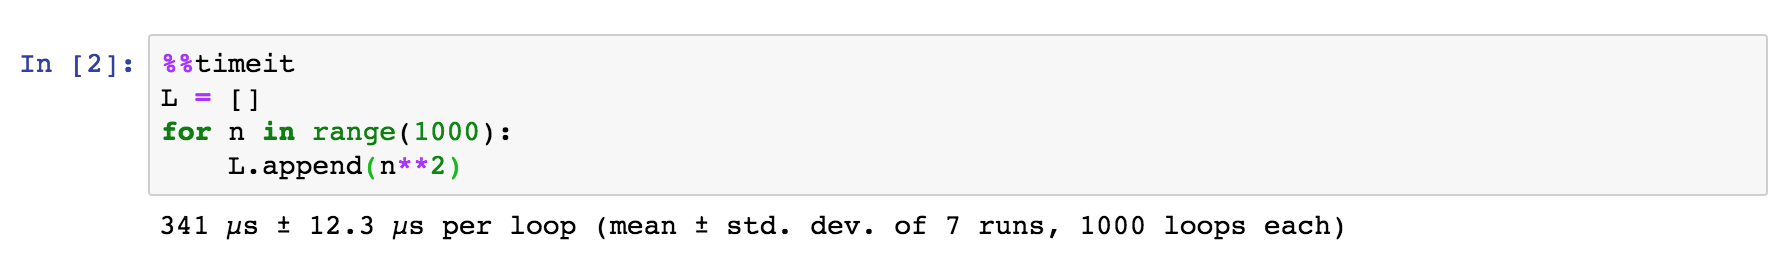 In [2]: %%timeit
L = []
for n in range(1000):
    L.append(n**2)
341 µs ± 12.3 µs per loop (mean ± std. dev. of 7 runs, 1000 loops each)